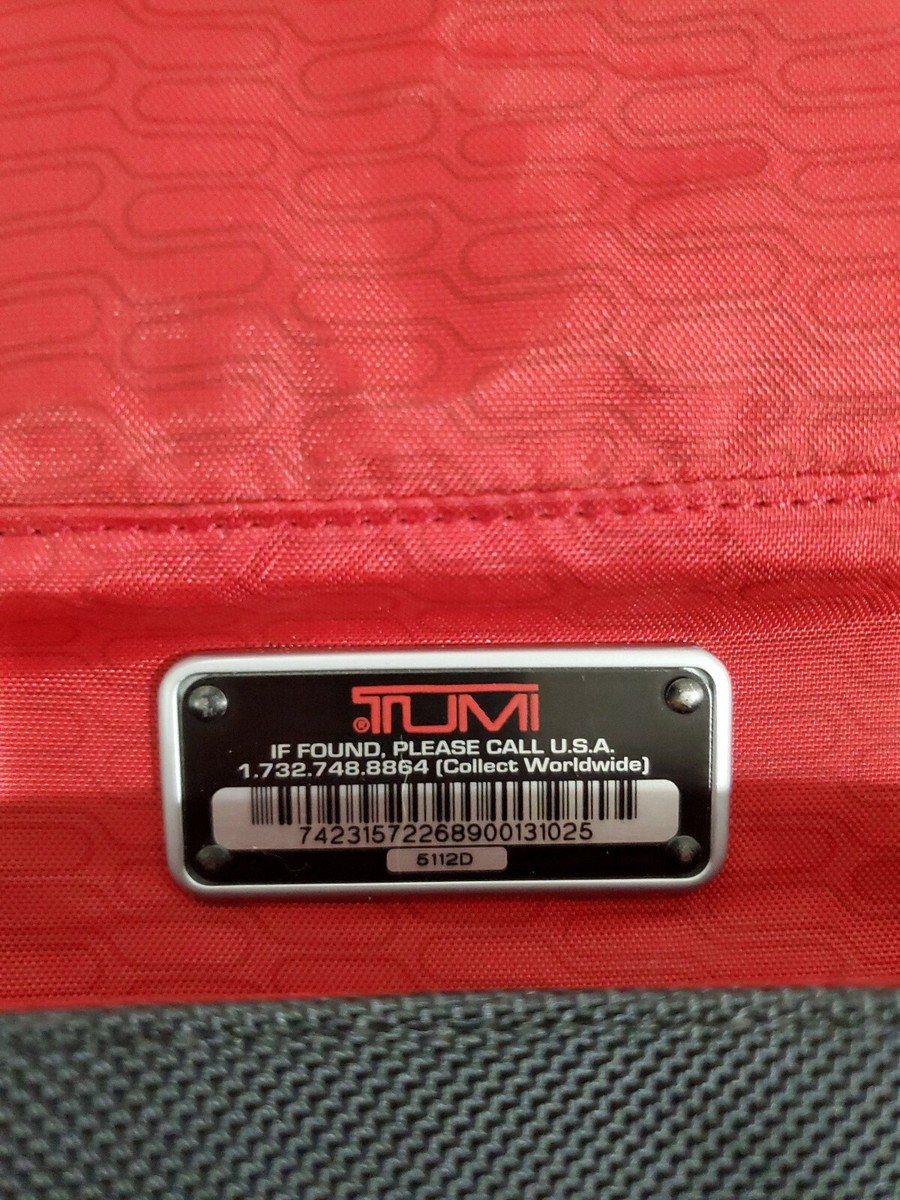 TUMI®
IF FOUND, PLEASE CALL U.S.A.
1.732.748.8864 (Collect Worldwide)
74231572268900131025
5112D